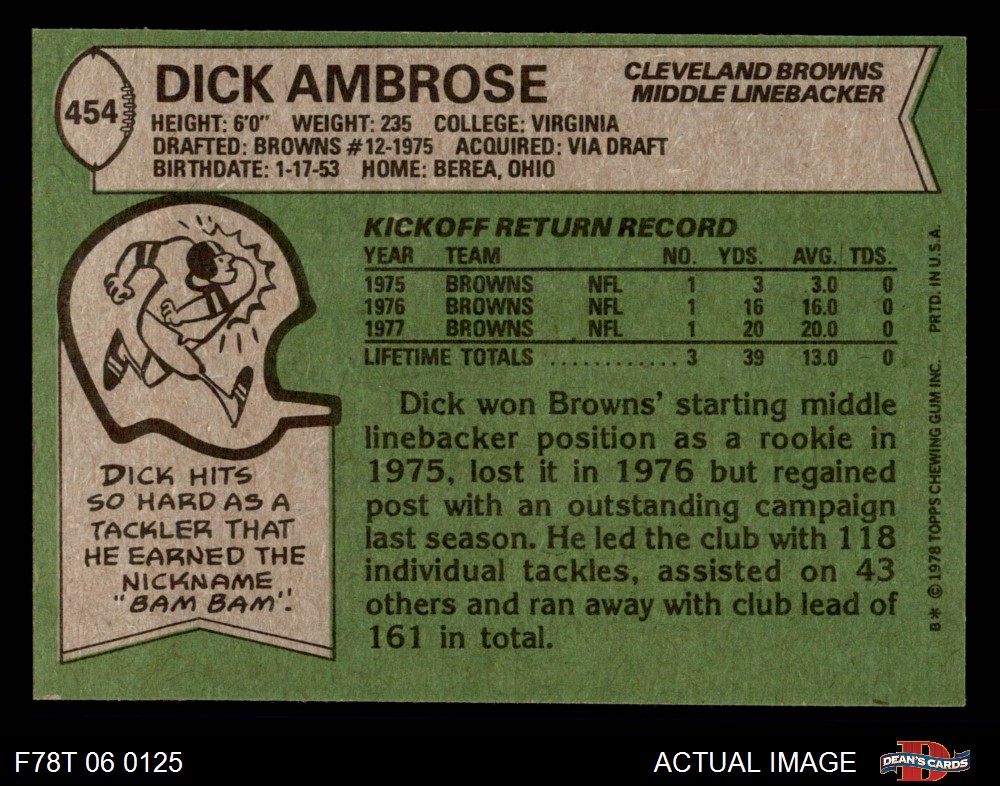 454
DICK AMBROSE
CLEVELAND BROWNS
MIDDLE LINEBACKER
HEIGHT: 6'0" WEIGHT: 235 COLLEGE: VIRGINIA
DRAFTED: BROWNS #12-1975 ACQUIRED: VIA DRAFT
BIRTHDATE: 1-17-53 HOME: BEREA, OHIO
KICKOFF RETURN RECORD
YEAR TEAM NO. YDS. AVG. TDS.
1975 BROWNS NFL 1 3 3.0 0
1976 BROWNS NFL 1 16 16.0 0
1977 BROWNS NFL 1 20 20.0 0
LIFETIME TOTALS ............ 3 39 13.0 0
Dick won Browns' starting middle
linebacker position as a rookie in
1975, lost it in 1976 but regained
post with an outstanding campaign
last season. He led the club with 118
individual tackles, assisted on 43
others and ran away with club lead of
161 in total.
DICK HITS
SO HARD AS A
TACKLER THAT
HE EARNED THE
NICKNAME
"BAM BAM".
B* © 1978 TOPPS CHEWING GUM INC. PRTD. IN U.S.A.
F78T 06 0125
ACTUAL IMAGE
D
DEAN'S CARDS